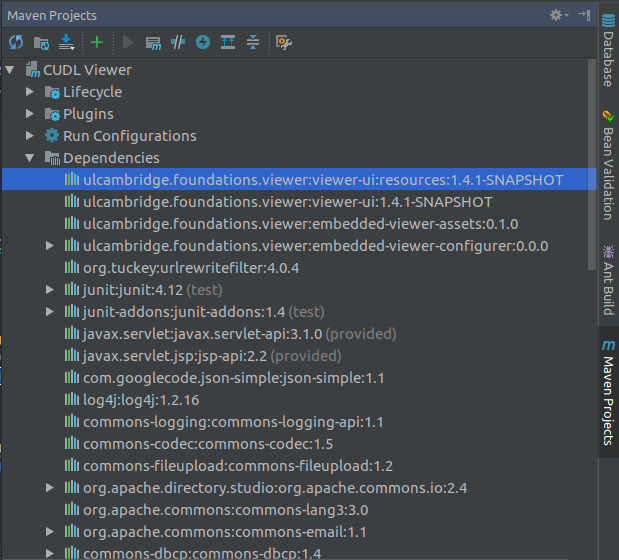 Maven Projects
CUDL Viewer
Lifecycle
Plugins
Run Configurations
Dependencies
ulcambridge.foundations.viewer:viewer-ui:resources:1.4.1-SNAPSHOT
ulcambridge.foundations.viewer:viewer-ui:1.4.1-SNAPSHOT
ulcambridge.foundations.viewer:embedded-viewer-assets:0.1.0
ulcambridge.foundations.viewer:embedded-viewer-configurer:0.0.0
org.tuckey:urlrewritefilter:4.0.4
junit:junit:4.12 (test)
junit-addons:junit-addons:1.4 (test)
javax.servlet:javax.servlet-api:3.1.0 (provided)
javax.servlet.jsp:jsp-api:2.2 (provided)
com.googlecode.json-simple:json-simple:1.1
log4j:log4j:1.2.16
commons-logging:commons-logging-api:1.1
commons-codec:commons-codec:1.5
commons-fileupload:commons-fileupload:1.2
org.apache.directory.studio:org.apache.commons.io:2.4
org.apache.commons:commons-lang3:3.0
org.apache.commons:commons-email:1.1
commons-dbcp:commons-dbcp:1.4
Database
Bean Validation
Ant Build
m Maven Projects